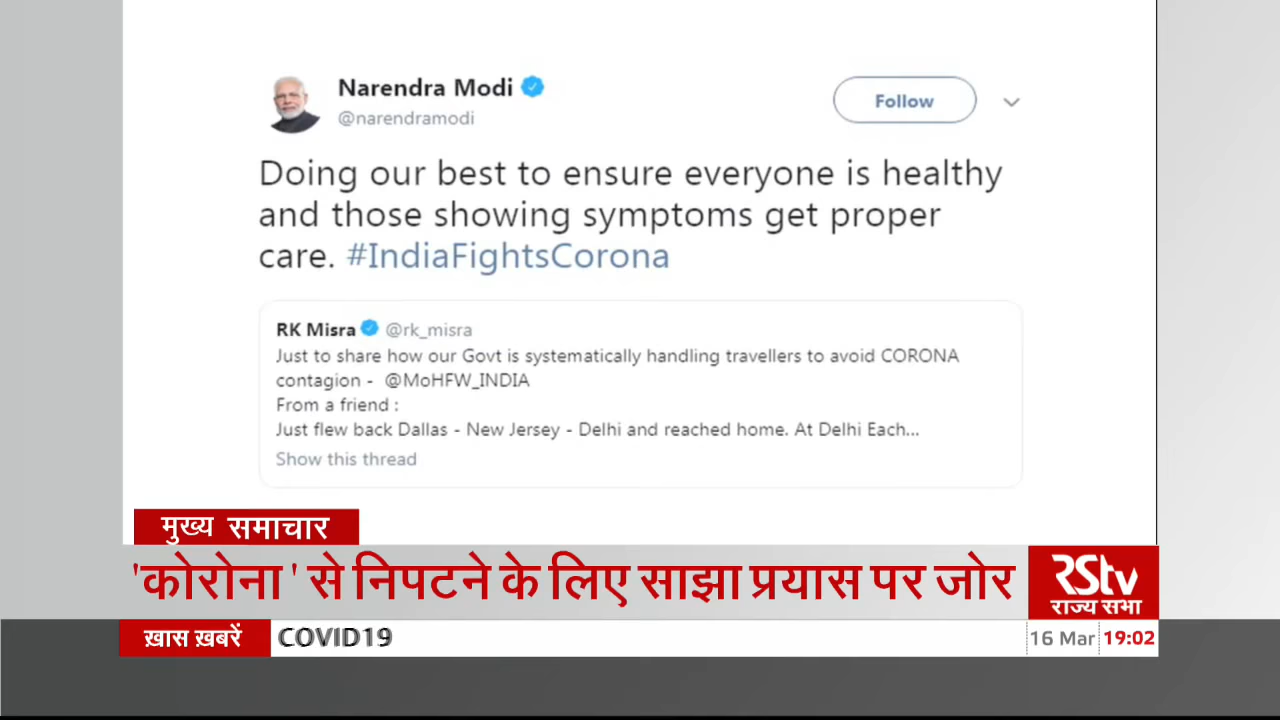 Narendra Modi
@narendramodi
Follow
Doing our best to ensure everyone is healthy
and those showing symptoms get proper
care. #IndiaFightsCorona
RK Misra @rk_misra
Just to share how our Govt is systematically handling travellers to avoid CORONA
contagion - @MoHFW_INDIA
From a friend :
Just flew back Dallas - New Jersey - Delhi and reached home. At Delhi Each...
Show this thread
मुख्य समाचार
'कोरोना' से निपटने के लिए साझा प्रयास पर जोर
RStv
राज्य सभा
ख़ास ख़बरें
COVID19
16 Mar 19:02